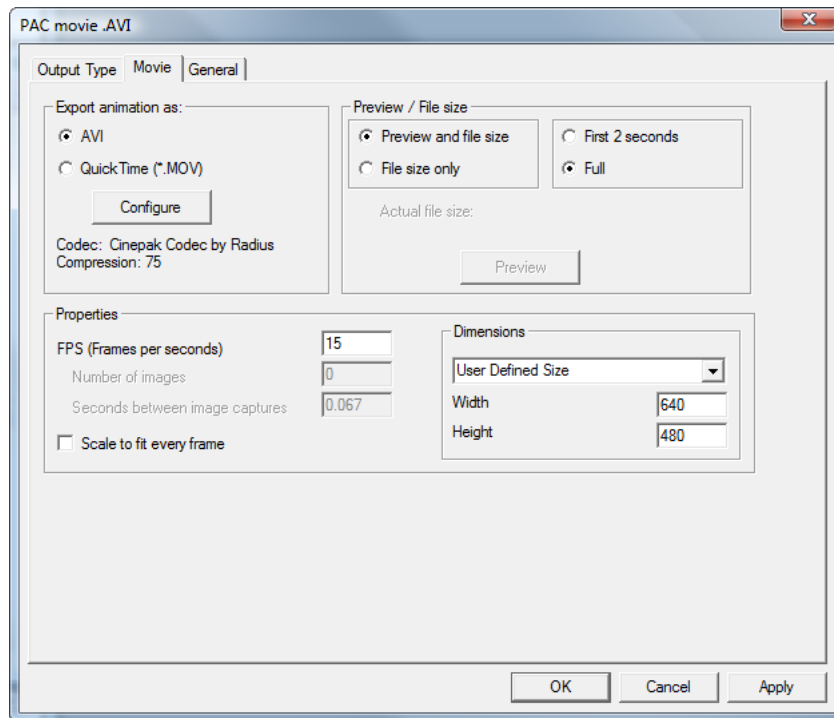 PAC movie .AVI
Output Type Movie General
Export animation as:
AVI
QuickTime (*.MOV)
Configure
Codec: Cinepak Codec by Radius
Compression: 75
Preview / File size
Preview and file size
File size only
First 2 seconds
Full
Actual file size:
Preview
Properties
FPS (Frames per seconds) 15
Number of images 0
Seconds between image captures 0.067
Scale to fit every frame
Dimensions
User Defined Size
Width 640
Height 480
OK Cancel Apply